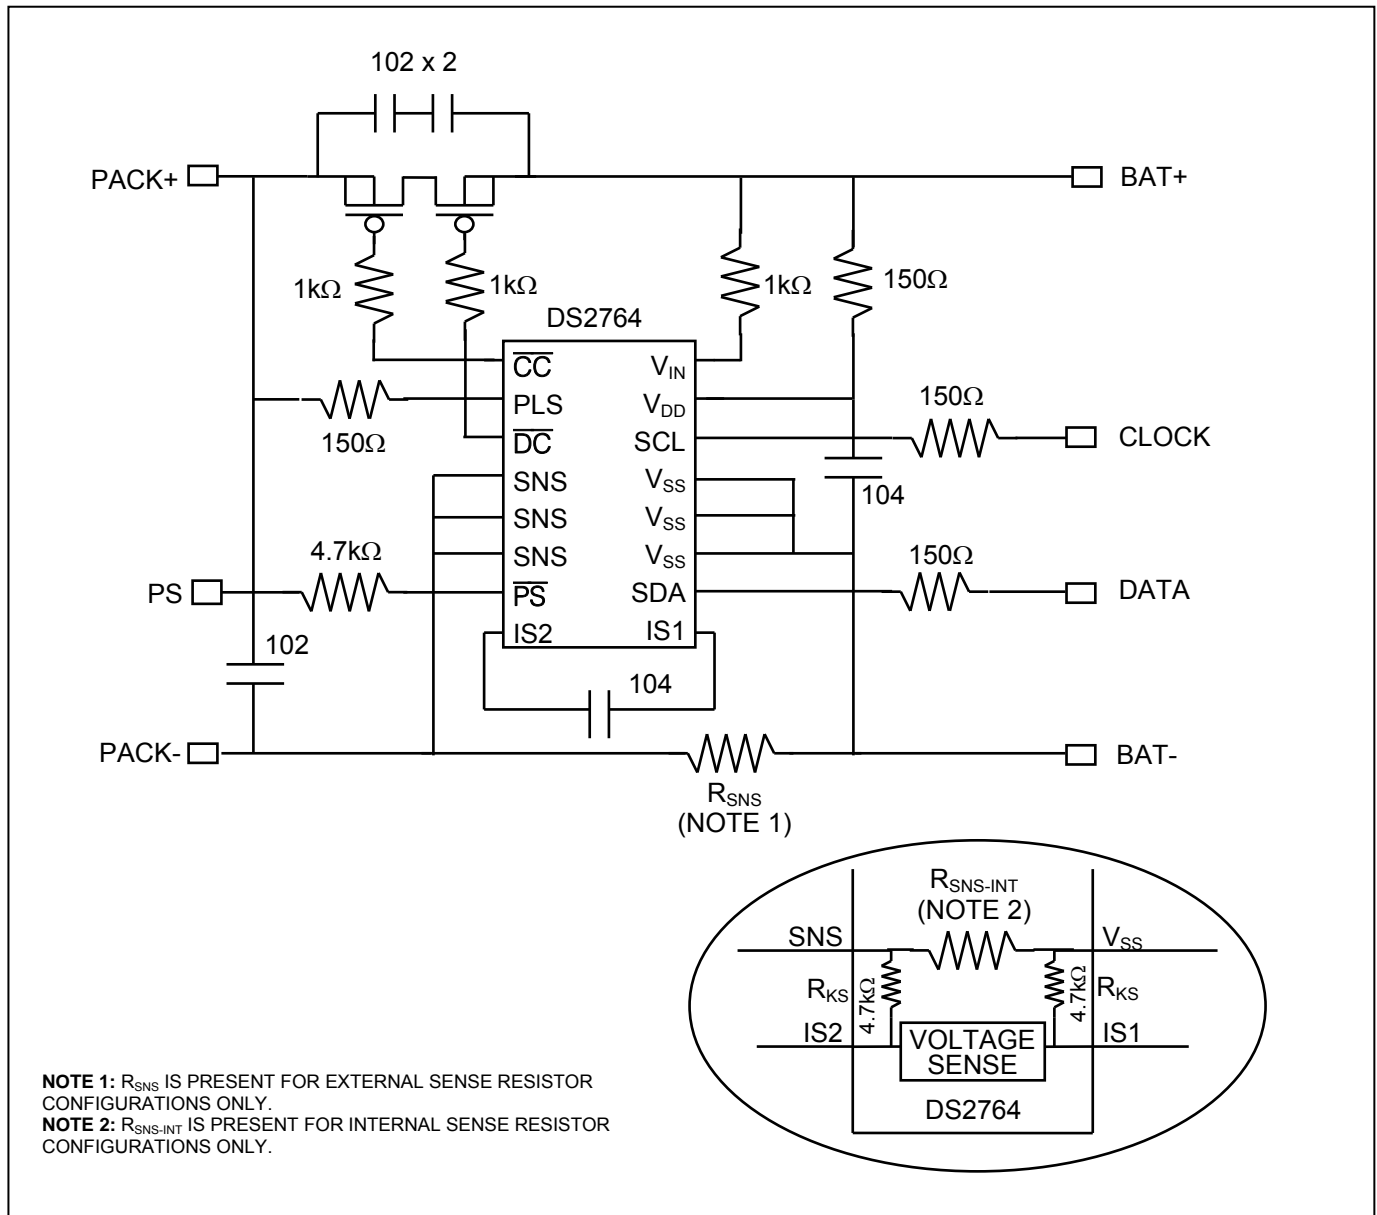 102 x 2
PACK+
BAT+
1kΩ
1kΩ
1kΩ
150Ω
DS2764
CC
VIN
PLS
VDD
150Ω
150Ω
DC
SCL
CLOCK
SNS
VSS
104
SNS
VSS
SNS
VSS
4.7kΩ
150Ω
PS
PS
SDA
DATA
IS2
IS1
102
104
PACK-
BAT-
RSNS
(NOTE 1)
RSNS-INT
(NOTE 2)
SNS
VSS
RKS
4.7kΩ
4.7kΩ
RKS
IS2
VOLTAGE
SENSE
IS1
DS2764
NOTE 1: RSNS IS PRESENT FOR EXTERNAL SENSE RESISTOR
CONFIGURATIONS ONLY.
NOTE 2: RSNS-INT IS PRESENT FOR INTERNAL SENSE RESISTOR
CONFIGURATIONS ONLY.